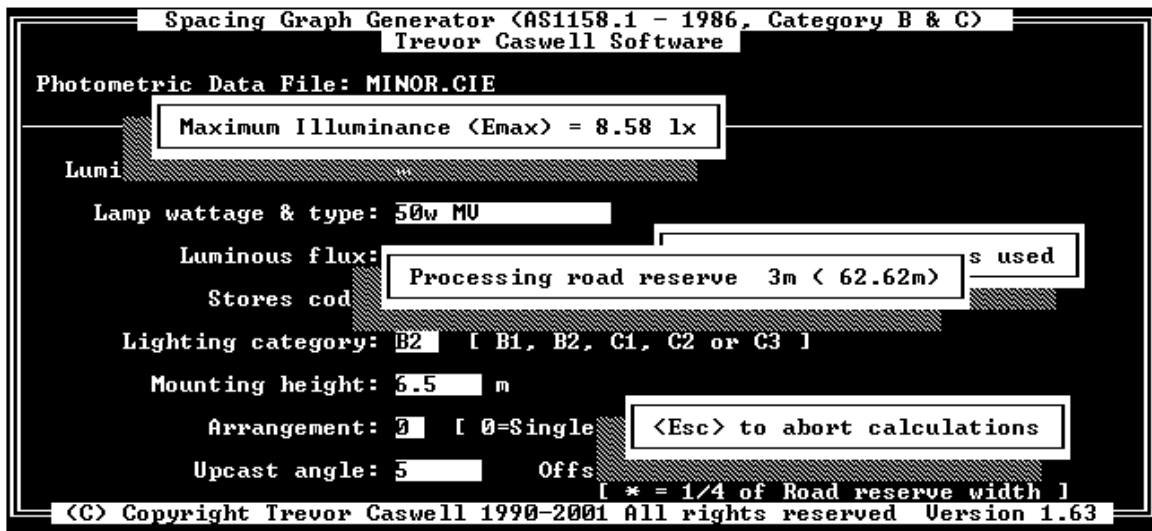 Spacing Graph Generator (AS1158.1 - 1986, Category B & C)
Trevor Caswell Software
Photometric Data File: MINOR.CIE
Maximum Illuminance (Emax) = 8.58 lx
Lumi
Lamp wattage & type: 50w MV
Luminous flux:
s used
Processing road reserve 3m ( 62.62m)
Stores cod
Lighting category: B2 [ B1, B2, C1, C2 or C3 ]
Mounting height: 6.5 m
Arrangement: 0 [ 0=Single
<Esc> to abort calculations
Upcast angle: 5 Offs
[ * = 1/4 of Road reserve width ]
(C) Copyright Trevor Caswell 1990-2001 All rights reserved Version 1.63